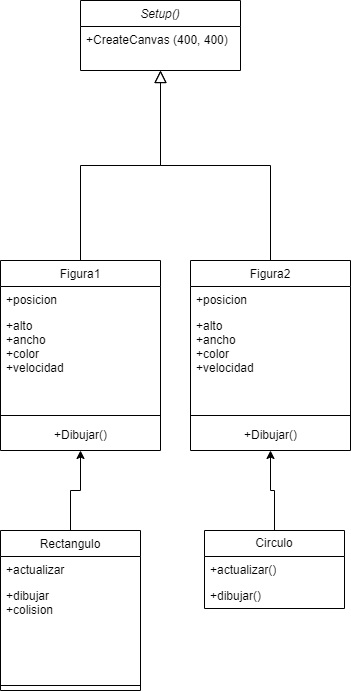 Setup()
+CreateCanvas (400, 400)
Figura1
+posicion
+alto
+ancho
+color
+velocidad
+Dibujar()
Figura2
+posicion
+alto
+ancho
+color
+velocidad
+Dibujar()
Rectangulo
+actualizar
+dibujar
+colision
Circulo
+actualizar()
+dibujar()